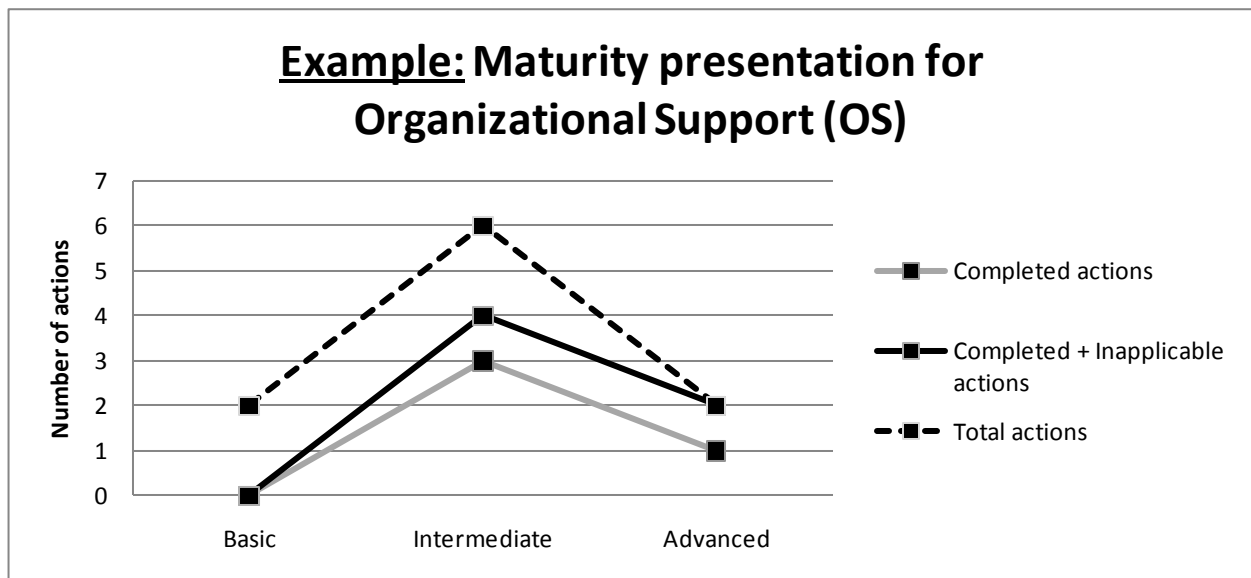 Example: Maturity presentation for
Organizational Support (OS)
7
6
5
4
3
2
1
0
Number of actions
Basic
Intermediate
Advanced
Completed actions
Completed + Inapplicable
actions
Total actions